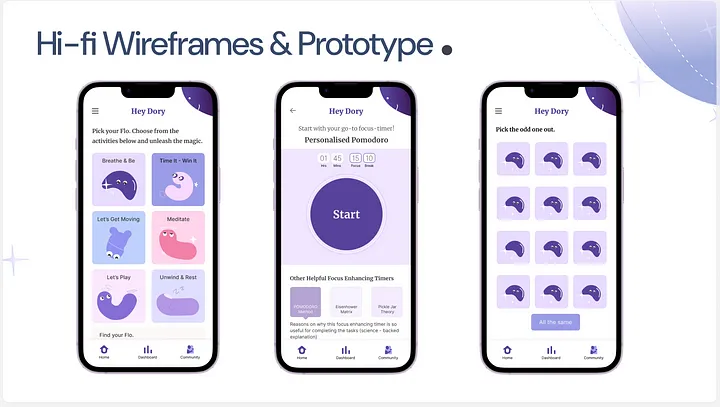 Hi-fi Wireframes & Prototype
Hey Dory
Pick your Flo. Choose from the
activities below and unleash the magic.
Breathe & Be
Time It - Win It
Let's Get Moving
Meditate
Let's Play
Unwind & Rest
Find your Flo.
Home
Dashboard
Community
Hey Dory
Start with your go-to focus-timer!
Personalised Pomodoro
01 45 15 10
Hrs Mins Focus Break
Start
Other Helpful Focus Enhancing Timers
Eisenhower
Matrix
Pickle Jar
Theory
Reasons on why this focus enhancing timer is so
useful for completing the tasks (science - backed
explanation)
Home
Dashboard
Community
Hey Dory
Pick the odd one out.
All the same
Home
Dashboard
Community